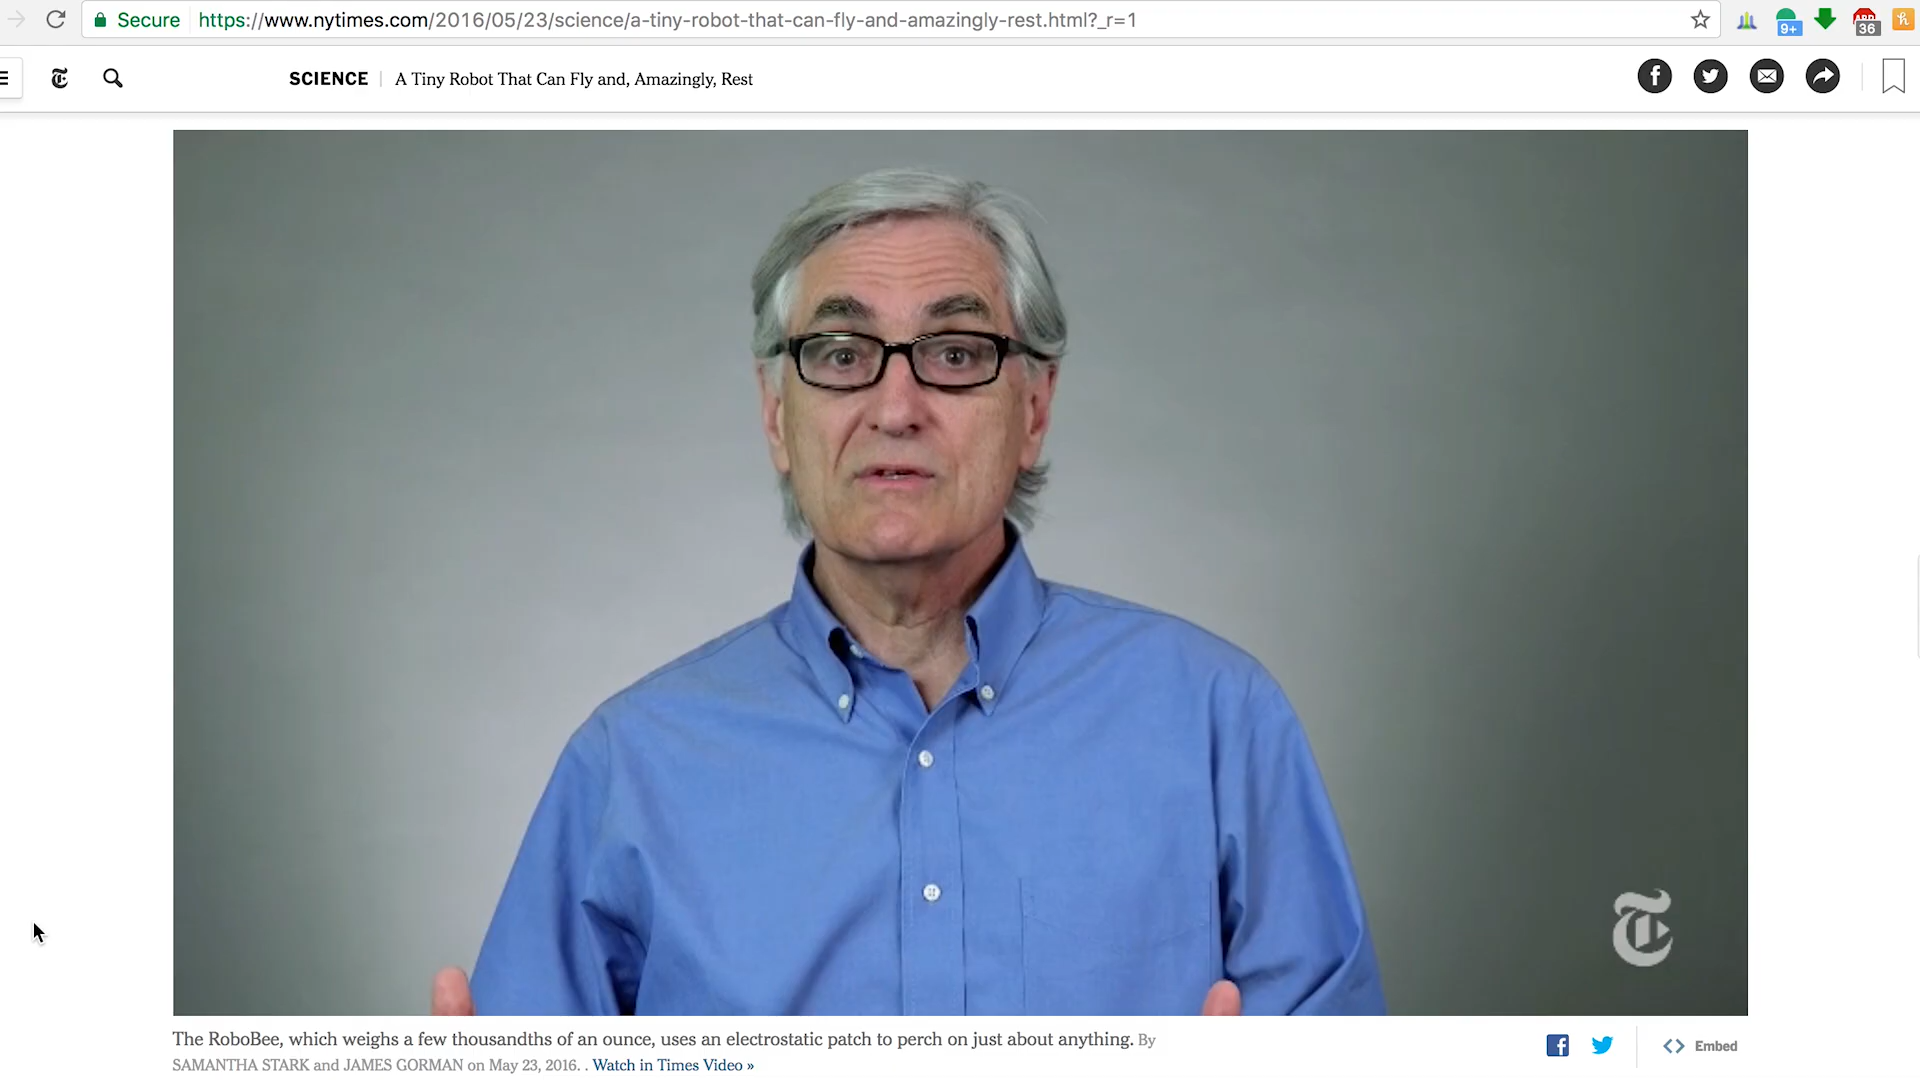 Secure https://www.nytimes.com/2016/05/23/science/a-tiny-robot-that-can-fly-and-amazingly-rest.html?_r=1
9+
ABP
36
SCIENCE | A Tiny Robot That Can Fly and, Amazingly, Rest
The RoboBee, which weighs a few thousandths of an ounce, uses an electrostatic patch to perch on just about anything. By
SAMANTHA STARK and JAMES GORMAN on May 23, 2016. . Watch in Times Video »
Embed